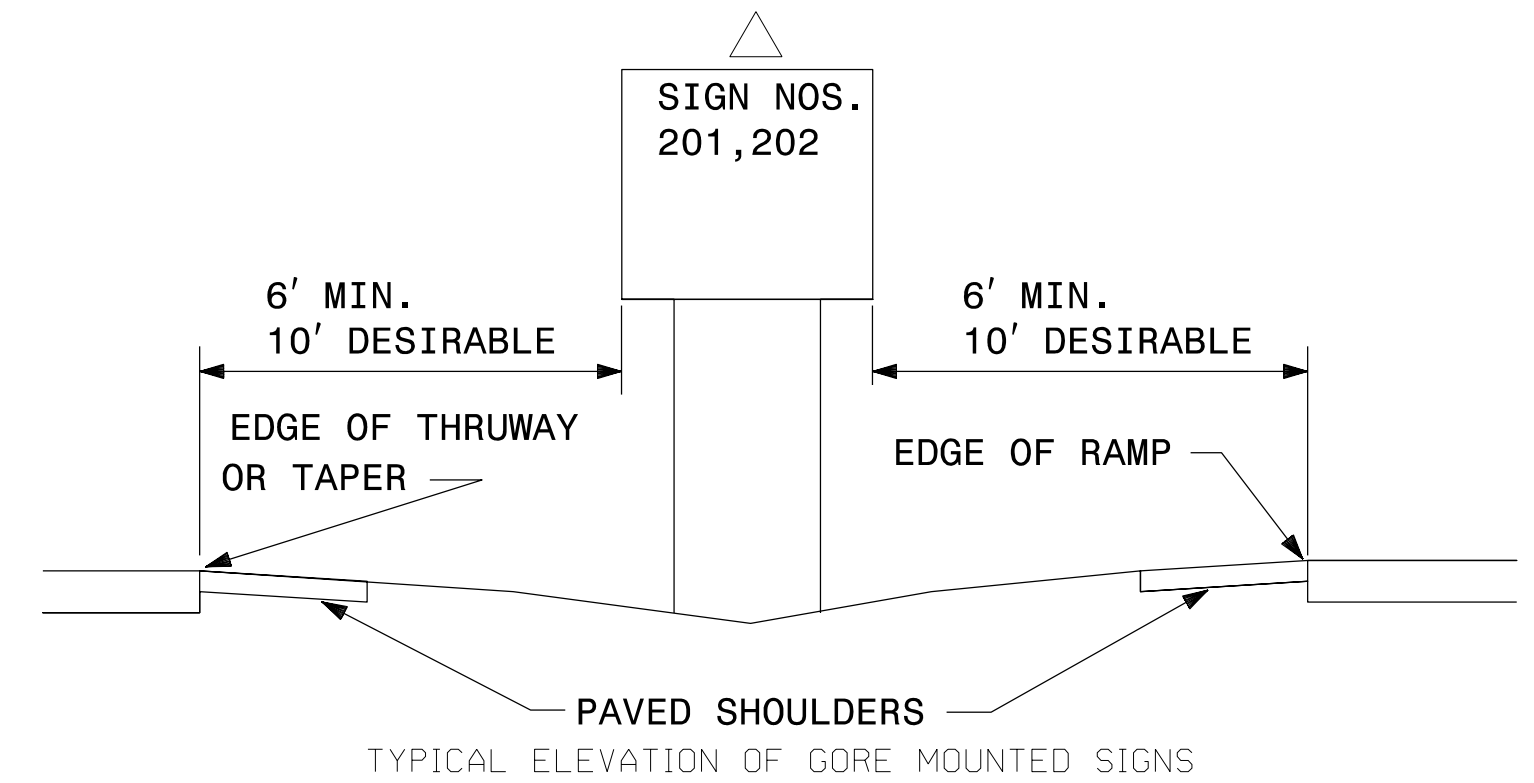 SIGN NOS.
201,202
6' MIN.
10' DESIRABLE
6' MIN.
10' DESIRABLE
EDGE OF THRUWAY
OR TAPER
EDGE OF RAMP
PAVED SHOULDERS
TYPICAL ELEVATION OF GORE MOUNTED SIGNS